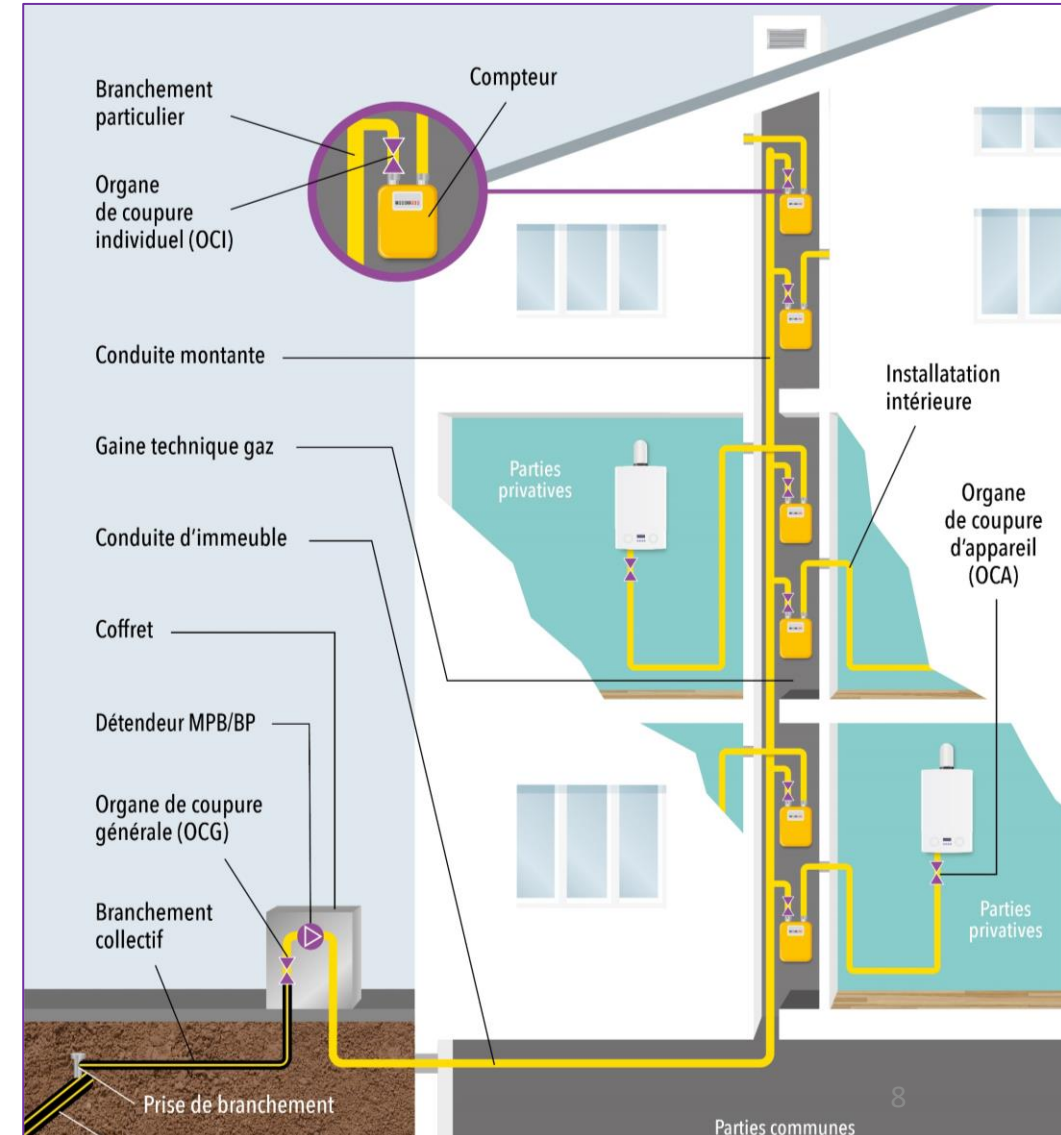 Branchement
particulier
Compteur
Organe
de coupure
individuel (OCI)
Conduite montante
Installatation
intérieure
Gaine technique gaz
Parties
privatives
Organe
de coupure
d'appareil
(OCA)
Conduite d'immeuble
Coffret
Détendeur MPB/BP
Organe de coupure
générale (OCG)
Branchement
collectif
Parties
privatives
Prise de branchement
8
Parties communes